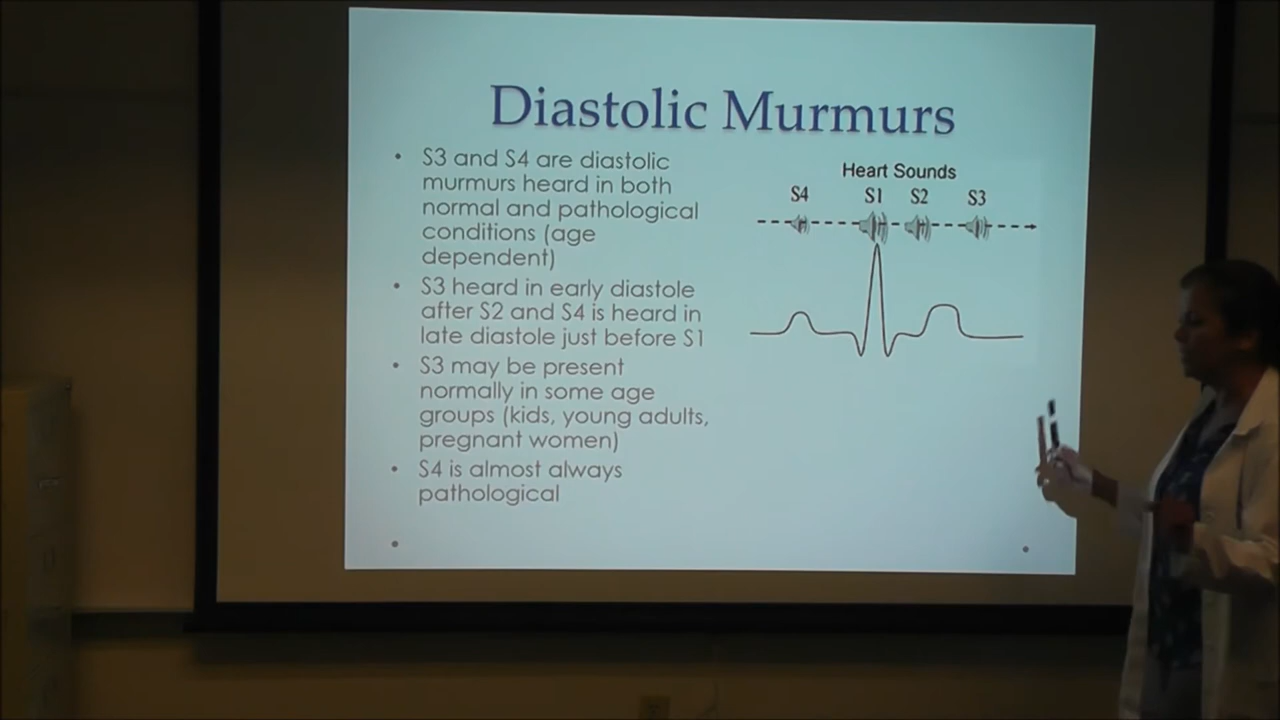 Diastolic Murmurs
• S3 and S4 are diastolic
murmurs heard in both
normal and pathological
conditions (age
dependent)
• S3 heard in early diastole
after S2 and S4 is heard in
late diastole just before S1
• S3 may be present
normally in some age
groups (kids, young adults,
pregnant women)
• S4 is almost always
pathological
Heart Sounds
S4 S1 S2 S3